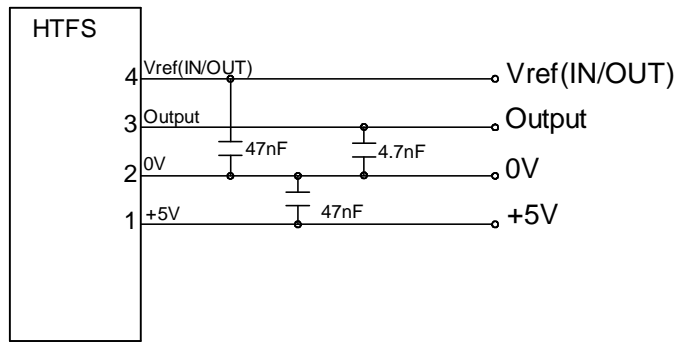 HTFS
4 Vref(IN/OUT) Vref(IN/OUT)
3 Output Output
47nF 4.7nF
2 0V 0V
47nF
1 +5V +5V